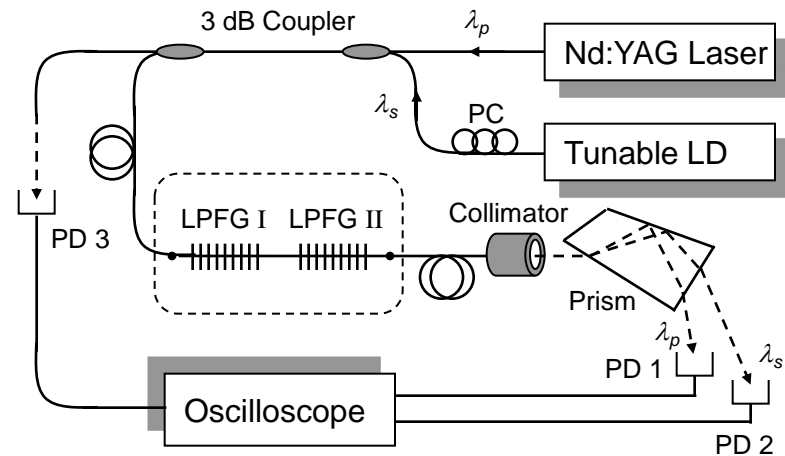 3 dB Coupler
λp
Nd:YAG Laser
λs
PC
Tunable LD
PD 3
LPFG I
LPFG II
Collimator
Prism
λp
λs
PD 1
PD 2
Oscilloscope